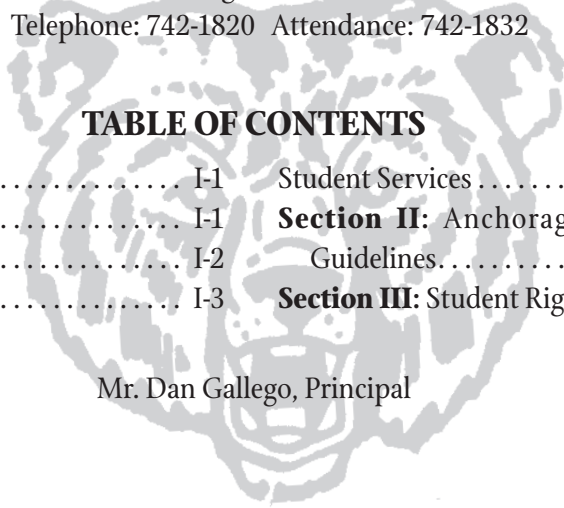 Telephone: 742-1820 Attendance: 742-1832
TABLE OF CONTENTS
. . . . . . . . . . . . . . I-1
. . . . . . . . . . . . . . I-1
. . . . . . . . . . . . . . I-2
. . . . . . . . . . . . . . I-3
Student Services . . . . . . .
Section II: Anchorag
Guidelines. . . . . . . . . .
Section III: Student Rig
Mr. Dan Gallego, Principal